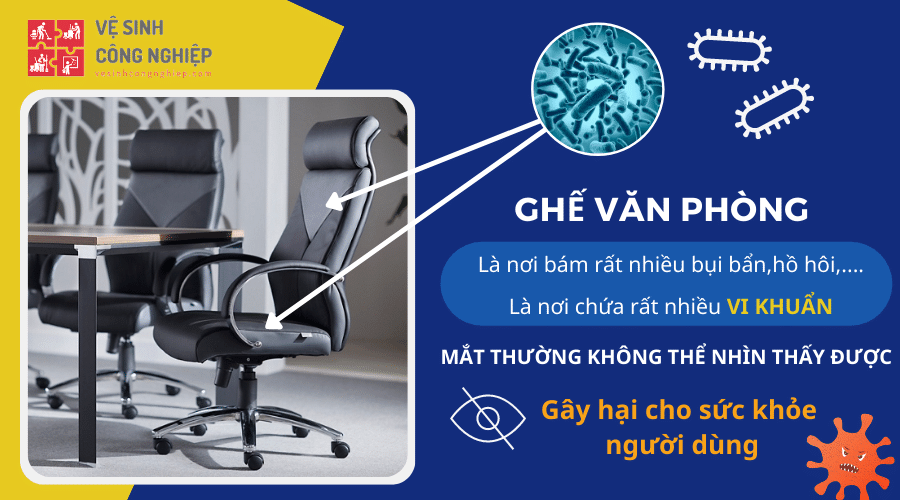 VỆ SINH
CÔNG NGHIỆP
vesinhcongnghiep.com
GHẾ VĂN PHÒNG
Là nơi bám rất nhiều bụi bẩn,hồ hôi,....
Là nơi chứa rất nhiều VI KHUẨN
MẮT THƯỜNG KHÔNG THỂ NHÌN THẤY ĐƯỢC
Gây hại cho sức khỏe
người dùng